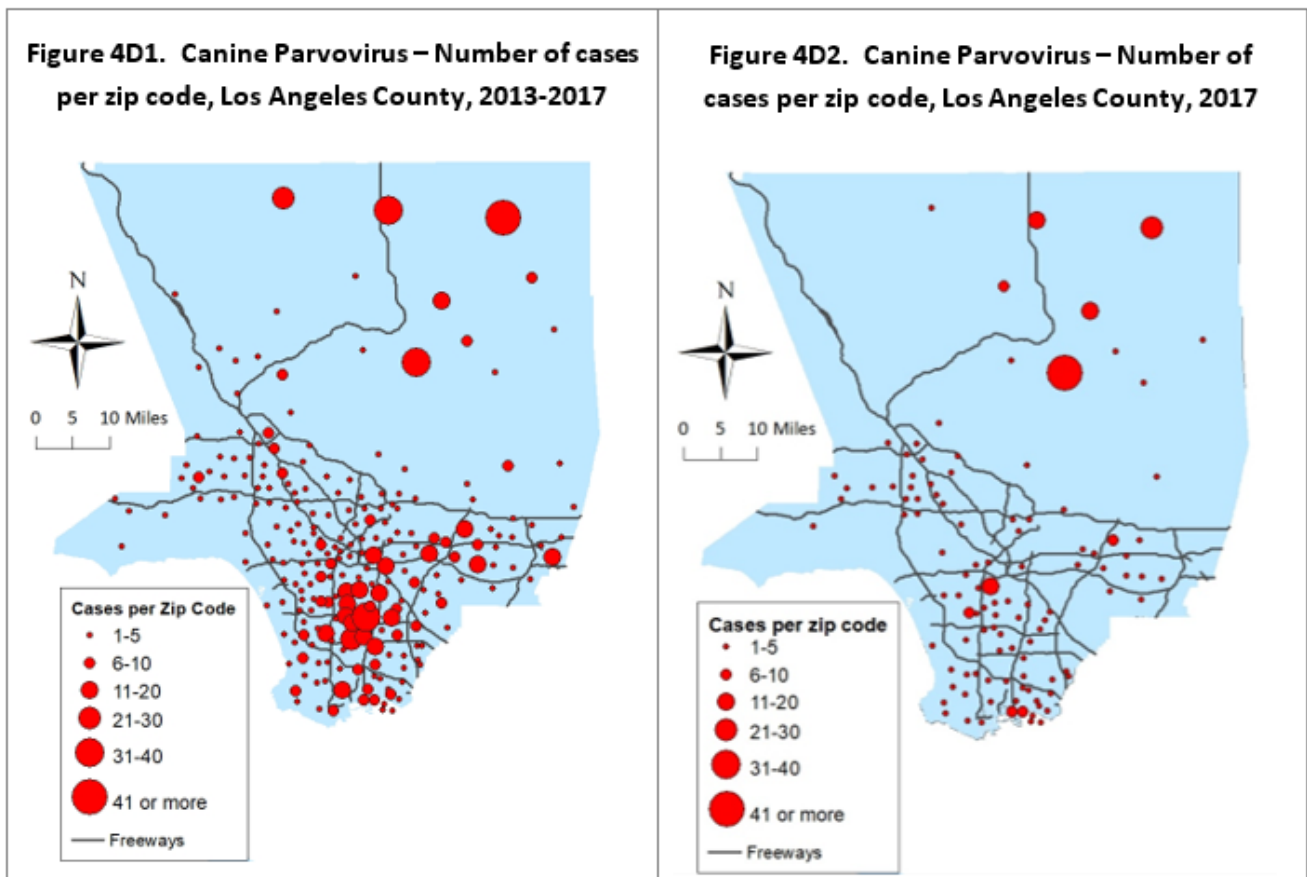 Figure 4D1. Canine Parvovirus – Number of cases
per zip code, Los Angeles County, 2013-2017
N
0 5 10 Miles
Cases per Zip Code
1-5
6-10
11-20
21-30
31-40
41 or more
Freeways
Figure 4D2. Canine Parvovirus – Number of
cases per zip code, Los Angeles County, 2017
N
0 5 10 Miles
Cases per zip code
1-5
6-10
11-20
21-30
31-40
41 or more
Freeways